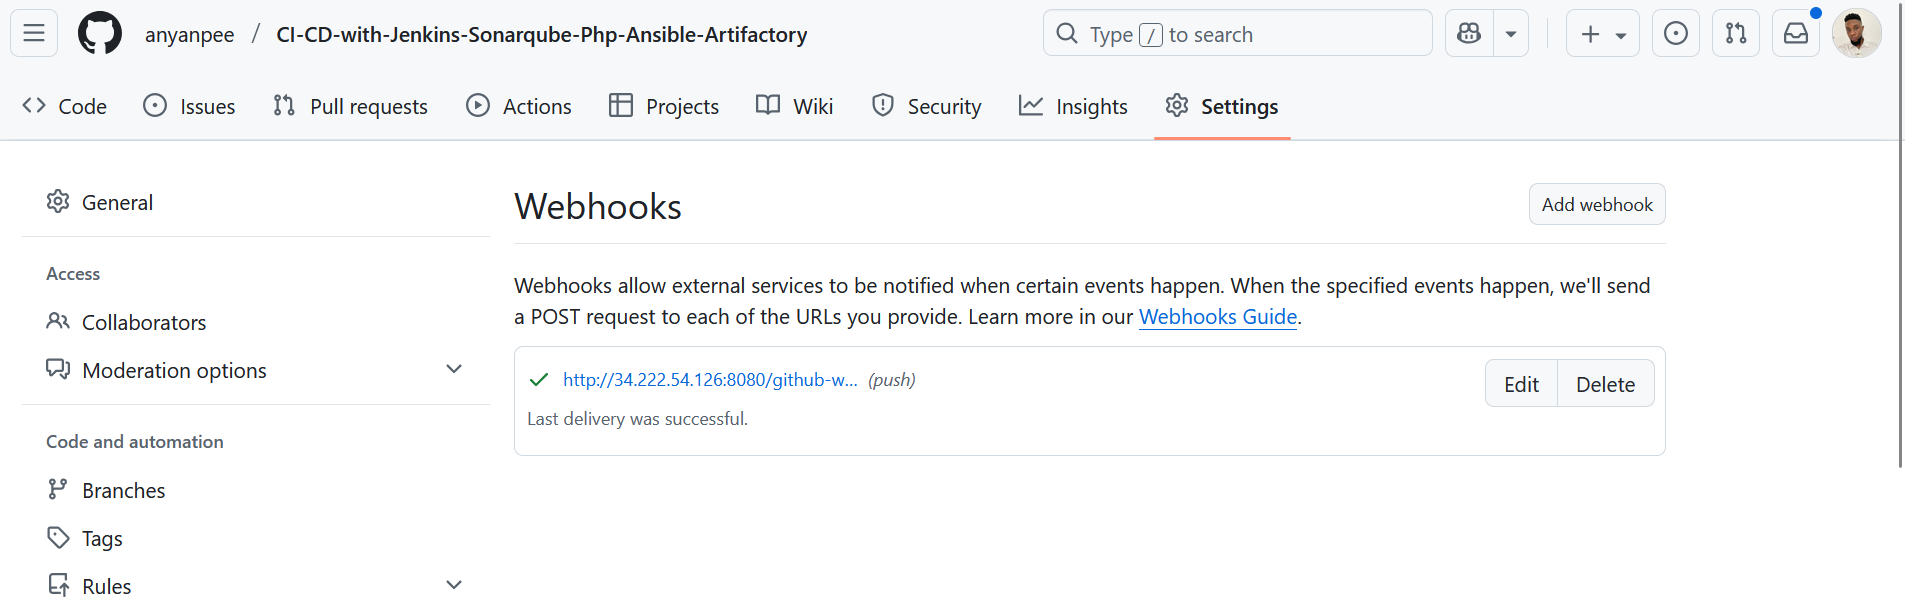 anyanpee / CI-CD-with-Jenkins-Sonarqube-Php-Ansible-Artifactory
Type / to search
Code Issues Pull requests Actions Projects Wiki Security Insights Settings
General
Access
Collaborators
Moderation options
Code and automation
Branches
Tags
Rules
Webhooks
Add webhook
Webhooks allow external services to be notified when certain events happen. When the specified events happen, we'll send
a POST request to each of the URLs you provide. Learn more in our Webhooks Guide.
http://34.222.54.126:8080/github-w... (push)
Edit Delete
Last delivery was successful.